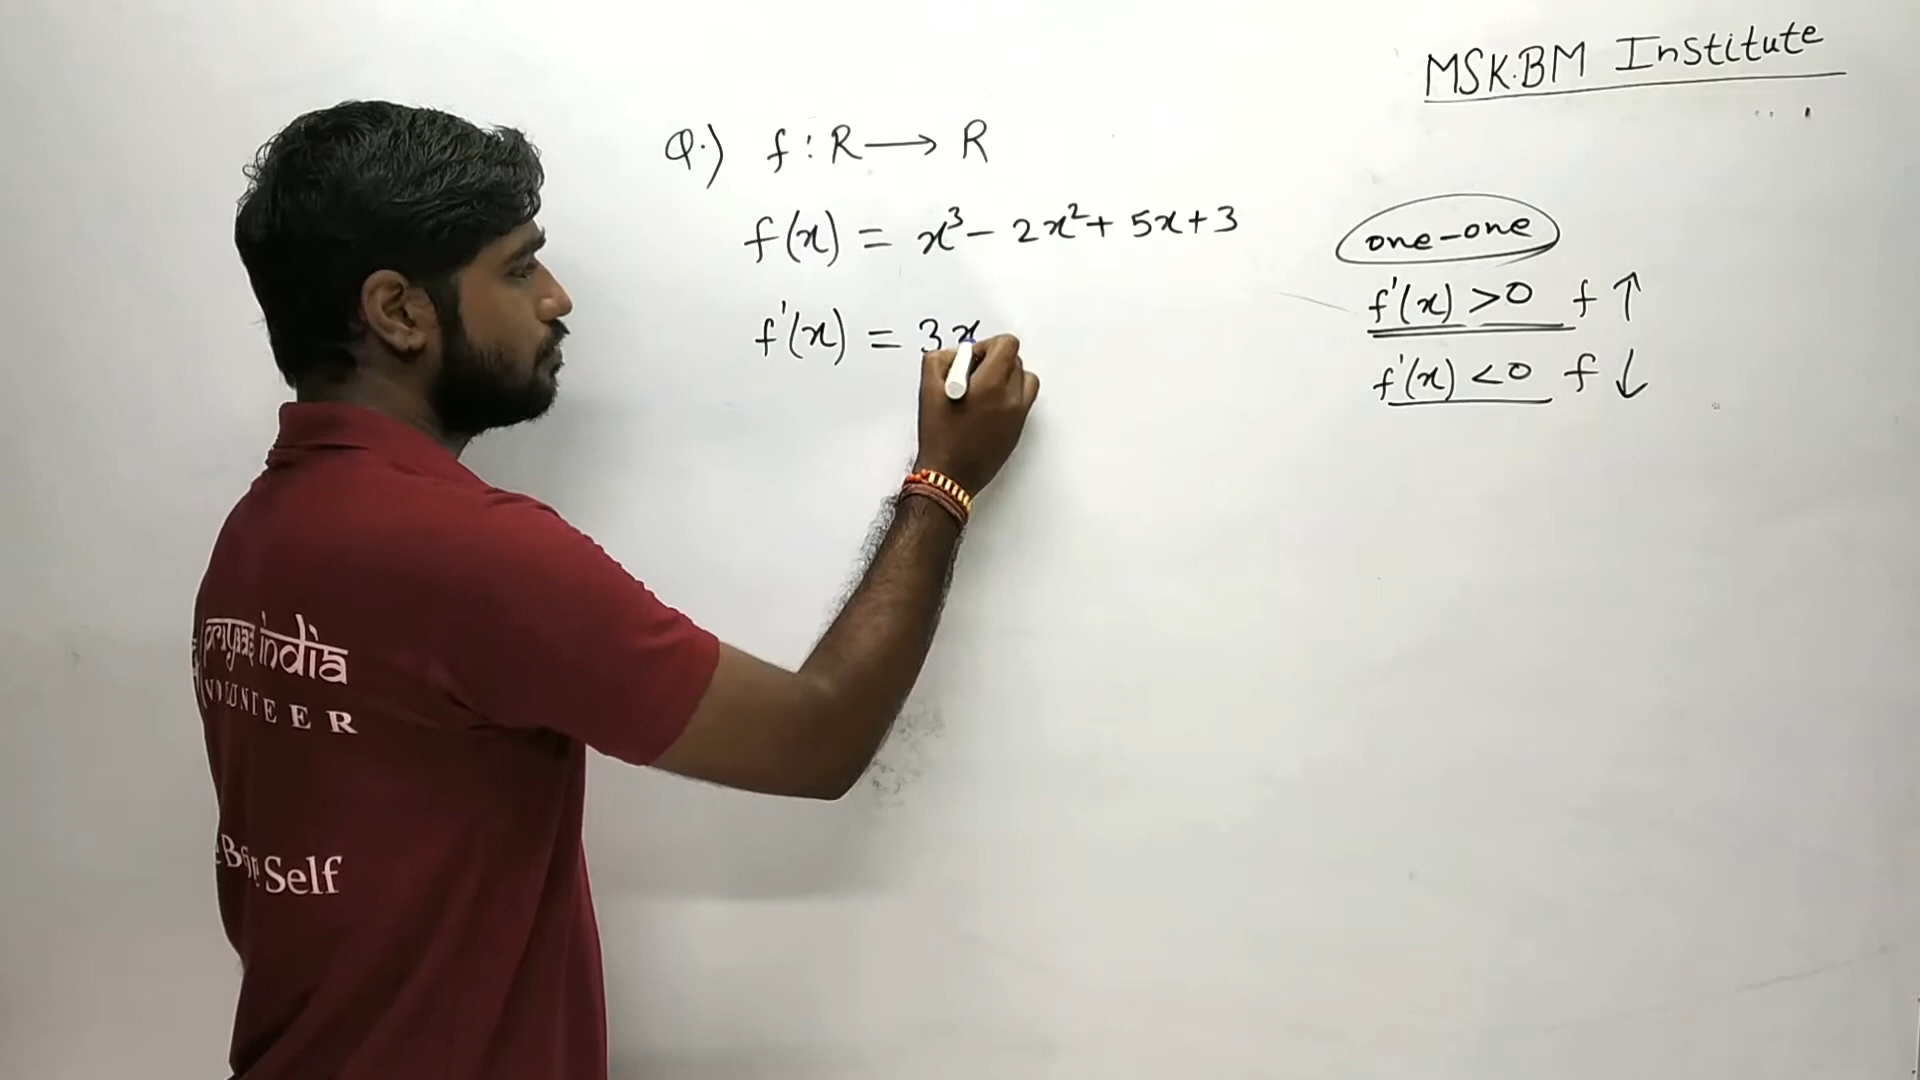 MSK.BM Institute
Q.) f : R ⟶ R
f(x) = x³ - 2x² + 5x + 3
f'(x) = 3x
one-one
f'(x) > 0 f ↑
f'(x) < 0 f ↓
india
VOLUNTEER
Self